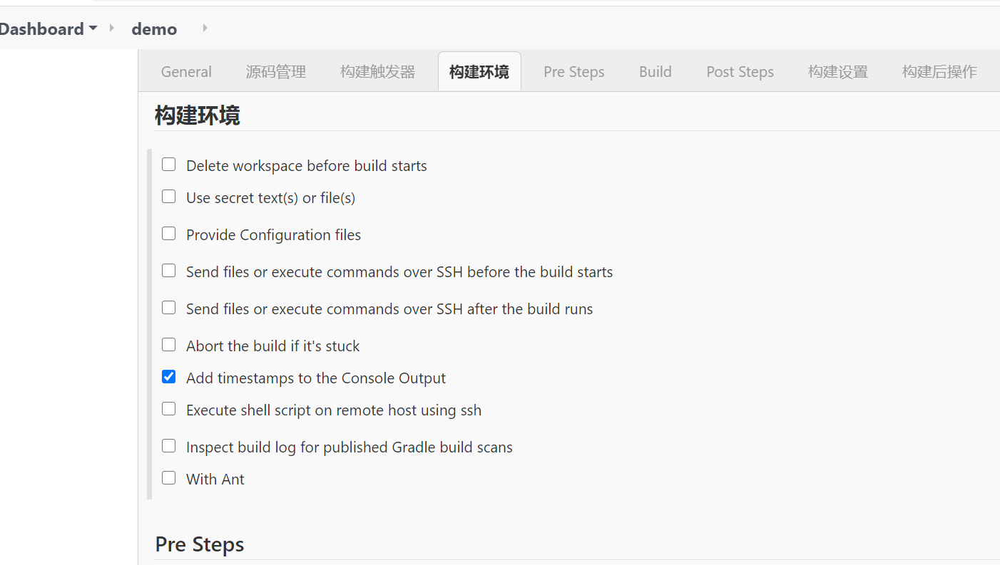 Dashboard demo
General 源码管理 构建触发器 构建环境 Pre Steps Build Post Steps 构建设置 构建后操作
构建环境
Delete workspace before build starts
Use secret text(s) or file(s)
Provide Configuration files
Send files or execute commands over SSH before the build starts
Send files or execute commands over SSH after the build runs
Abort the build if it's stuck
Add timestamps to the Console Output
Execute shell script on remote host using ssh
Inspect build log for published Gradle build scans
With Ant
Pre Steps